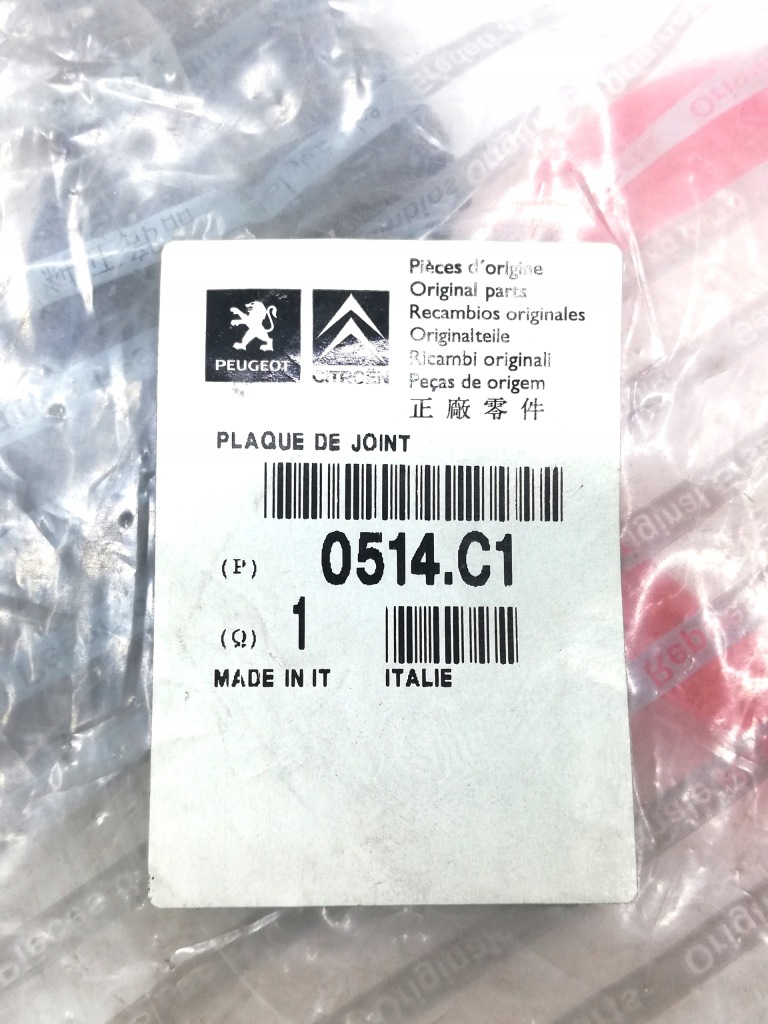 Pièces d'origine
Original parts
Recambios originales
Originalteile
Ricambi originali
Peças de origem
正廠零件
PEUGEOT
CITROËN
PLAQUE DE JOINT
(P) 0514.C1
(Q) 1
MADE IN IT ITALIE